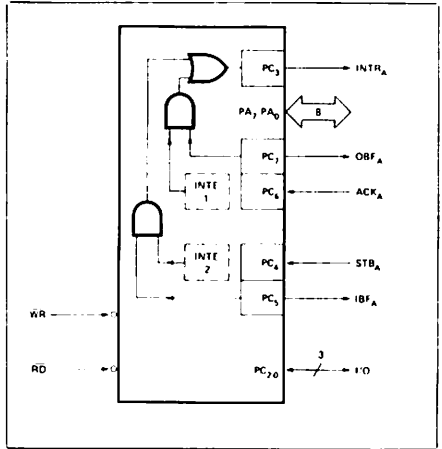 PC3 INTRA
PA7 PA0 8
PC7 OBFA
INTE 1 PC6 ACKA
INTE 2 PC4 STBA
PC5 IBFA
WR
RD PC2-0 3 I/O